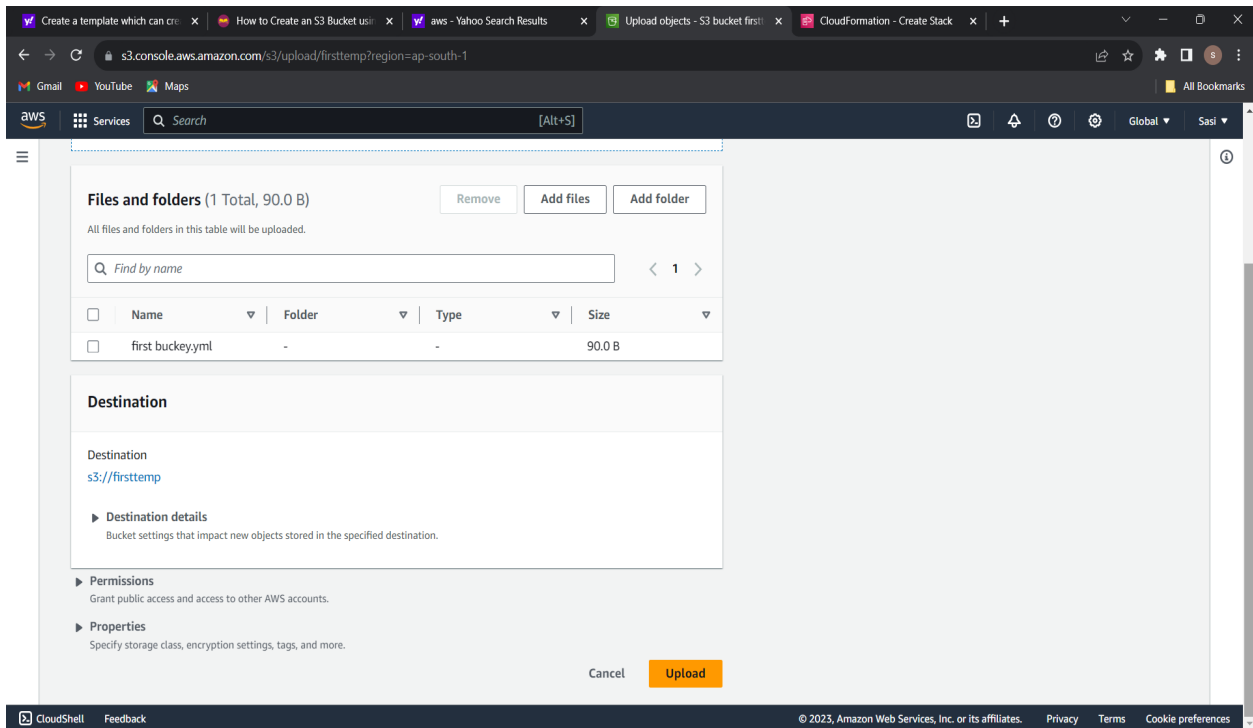 Create a template which can cre
How to Create an S3 Bucket usin
aws - Yahoo Search Results
Upload objects - S3 bucket firstt
CloudFormation - Create Stack
s3.console.aws.amazon.com/s3/upload/firsttemp?region=ap-south-1
S
Gmail YouTube Maps All Bookmarks
aws Services Search [Alt+S] Global Sasi
Files and folders (1 Total, 90.0 B) Remove Add files Add folder
All files and folders in this table will be uploaded.
Find by name 1
Name Folder Type Size
first buckey.yml - - 90.0 B
Destination
Destination
s3://firsttemp
Destination details
Bucket settings that impact new objects stored in the specified destination.
Permissions
Grant public access and access to other AWS accounts.
Properties
Specify storage class, encryption settings, tags, and more.
Cancel Upload
CloudShell Feedback © 2023, Amazon Web Services, Inc. or its affiliates. Privacy Terms Cookie preferences